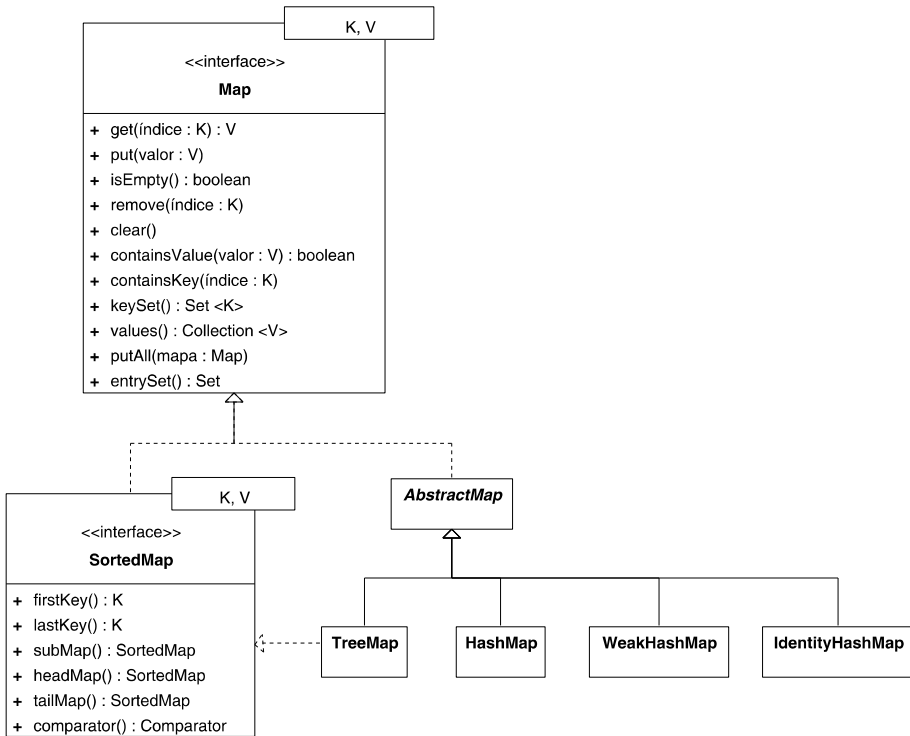 K, V
<<interface>>
Map
+ get(índice : K) : V
+ put(valor : V)
+ isEmpty() : boolean
+ remove(índice : K)
+ clear()
+ containsValue(valor : V) : boolean
+ containsKey(índice : K)
+ keySet() : Set <K>
+ values() : Collection <V>
+ putAll(mapa : Map)
+ entrySet() : Set
K, V
<<interface>>
SortedMap
+ firstKey() : K
+ lastKey() : K
+ subMap() : SortedMap
+ headMap() : SortedMap
+ tailMap() : SortedMap
+ comparator() : Comparator
AbstractMap
TreeMap
HashMap
WeakHashMap
IdentityHashMap